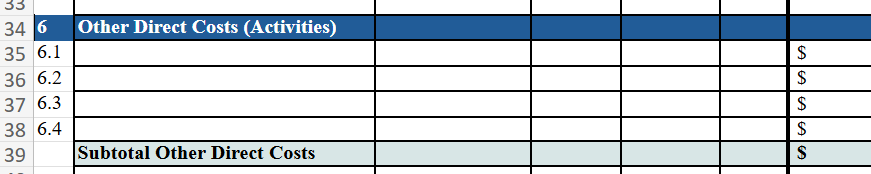 33
34 6 Other Direct Costs (Activities)
35 6.1 $
36 6.2 $
37 6.3 $
38 6.4 $
39 Subtotal Other Direct Costs $